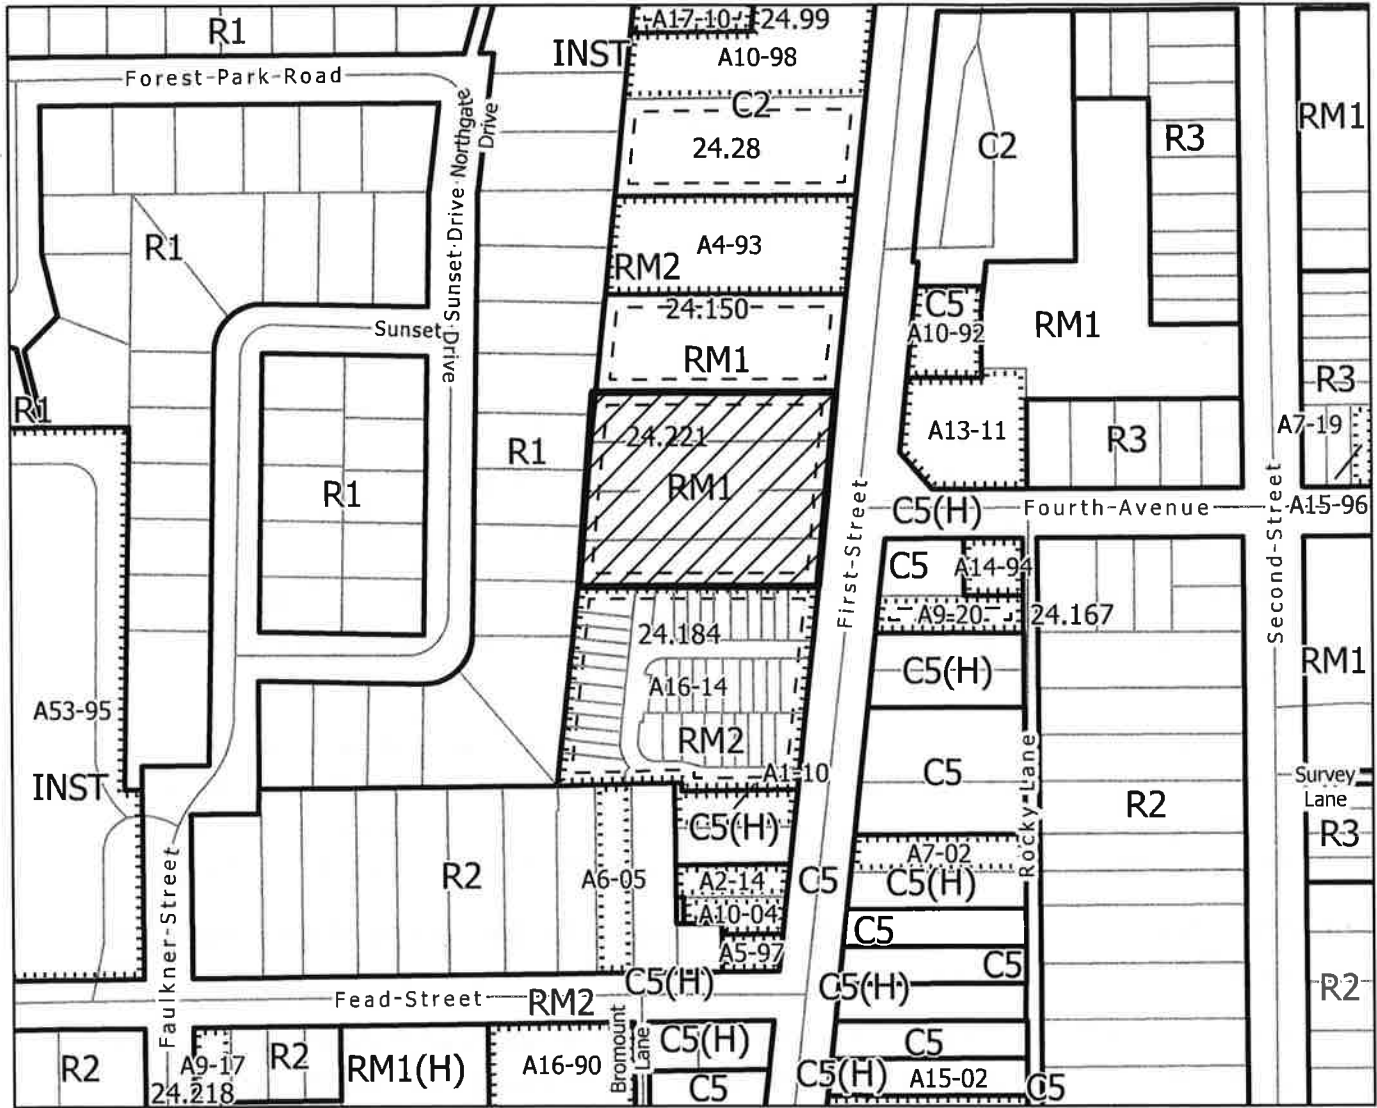 R1
Forest-Park-Road
Northgate
Drive
INST
A17-10
24.99
A10-98
C2
24.28
C2
R3
RM1
R1
Sunset Drive
A4-93
RM2
24.150
RM1
C5
A10-92
RM1
Sunset
Drive
R1
R1
R1
24.221
RM1
A13-11
R3
R3
A7-19
A15-96
C5(H)
Fourth-Avenue
First-Street
Second-Street
C5
A14-94
A9-20
24.167
24.184
A16-14
RM2
A1-10
C5(H)
C5
RM1
A53-95
INST
Rocky-Lane
R2
Survey
Lane
R3
C5(H)
A7-02
C5(H)
R2
A6-05
A2-14
A10-04
A5-97
C5
C5
C5
C5(H)
R2
Faulkner-Street
Fead-Street
RM2
C5(H)
Bromount
Lane
C5(H)
C5
R2
A9-17
24.218
R2
RM1(H)
A16-90
C5
C5(H)
A15-02
C5